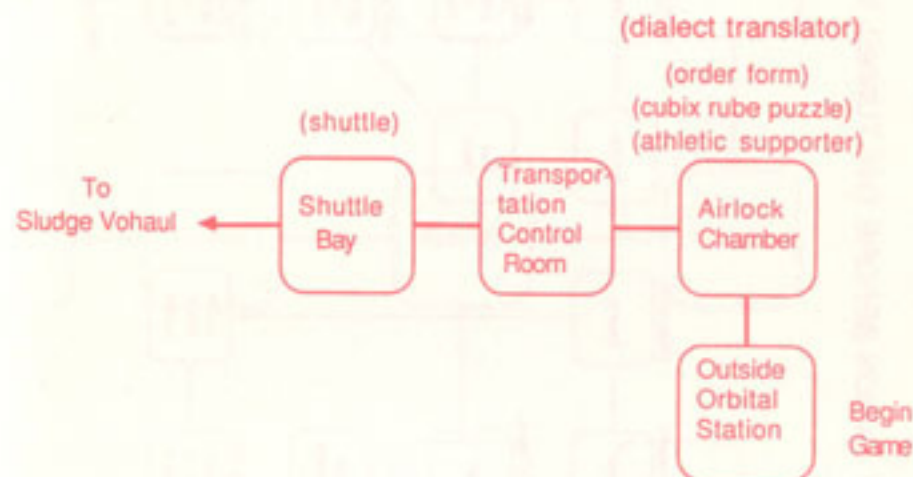 (dialect translator)
(order form)
(cubix rube puzzle)
(athletic supporter)
(shuttle)
To
Sludge Vohaul
Shuttle
Bay
Transpor-
tation
Control
Room
Airlock
Chamber
Outside
Orbital
Station
Begin
Game